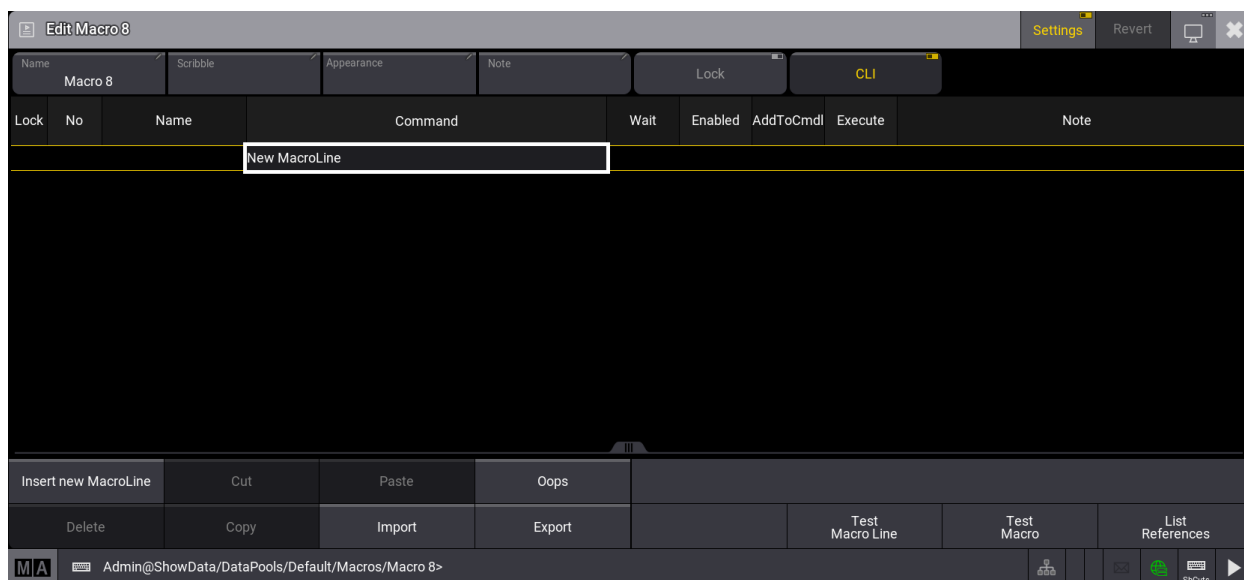 Edit Macro 8
Settings
Revert
Name
Macro 8
Scribble
Appearance
Note
Lock
CLI
Lock No Name Command Wait Enabled AddToCmdl Execute Note
New MacroLine
Insert new MacroLine Cut Paste Oops
Delete Copy Import Export
Test
Macro Line
Test
Macro
List
References
MA
Admin@ShowData/DataPools/Default/Macros/Macro 8>
ShCuts